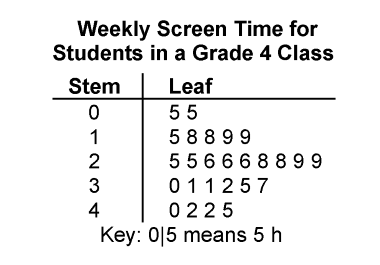 Weekly Screen Time for
Students in a Grade 4 Class
Stem Leaf
0 5 5
1 5 8 8 9 9
2 5 5 6 6 6 8 8 9 9
3 0 1 1 2 5 7
4 0 2 2 5
Key: 0|5 means 5 h